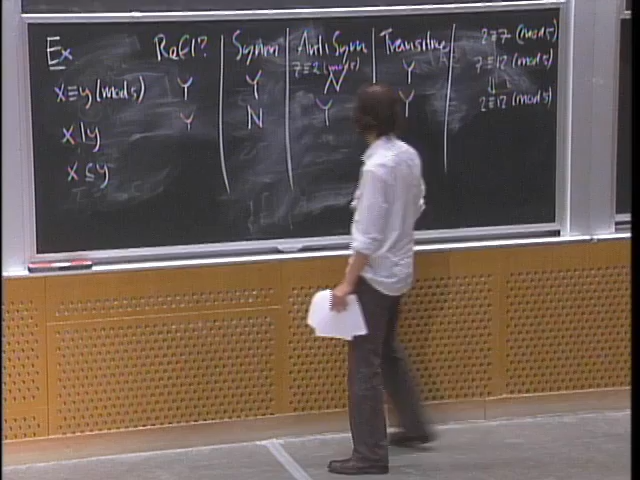 Ex Refl? Symm AntiSym Transitive 2≡7 (mod 5)
7≡2 (mod 5) 7≡12 (mod 5)
x≡y (mod 5) Y Y N Y ⇓
2≡12 (mod 5)
x|y Y N Y Y
x≤y